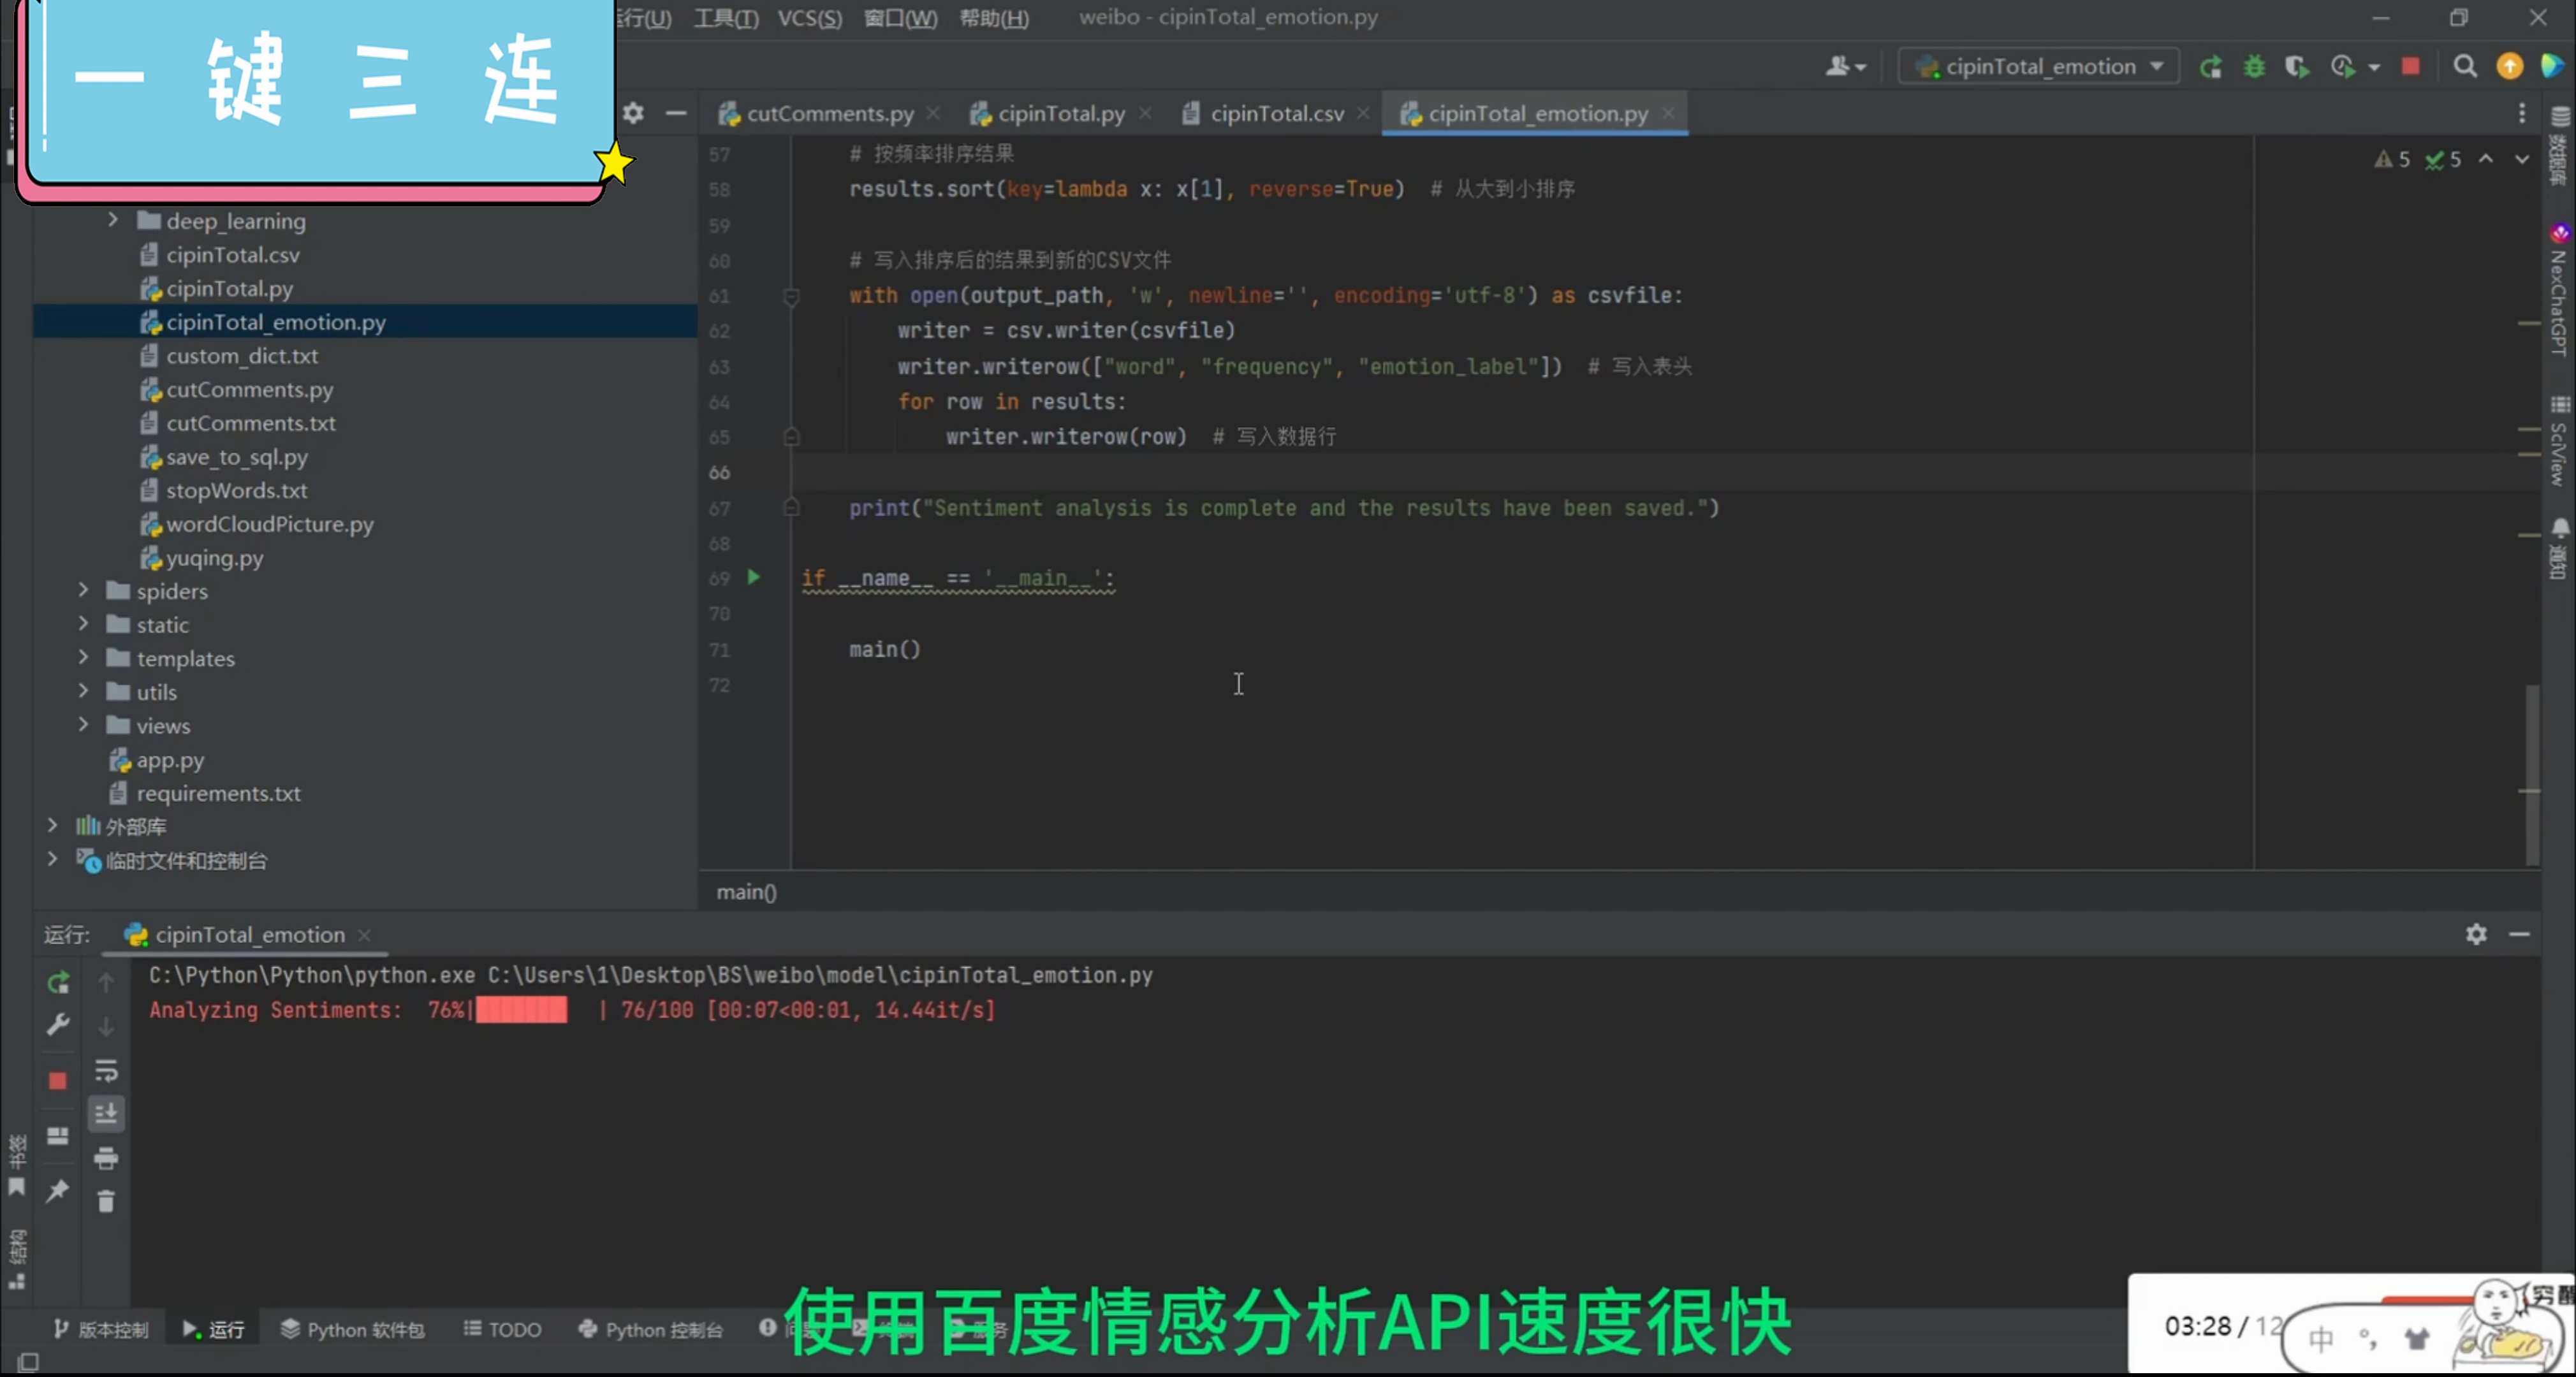 一键三连
行(U) 工具(T) VCS(S) 窗口(W) 帮助(H) weibo - cipinTotal_emotion.py
cipinTotal_emotion
cutComments.py cipinTotal.py cipinTotal.csv cipinTotal_emotion.py
5 5
deep_learning
cipinTotal.csv
cipinTotal.py
cipinTotal_emotion.py
custom_dict.txt
cutComments.py
cutComments.txt
save_to_sql.py
stopWords.txt
wordCloudPicture.py
yuqing.py
spiders
static
templates
utils
views
app.py
requirements.txt
外部库
临时文件和控制台
57 # 按频率排序结果
58 results.sort(key=lambda x: x[1], reverse=True) # 从大到小排序
59
60 # 写入排序后的结果到新的CSV文件
61 with open(output_path, 'w', newline='', encoding='utf-8') as csvfile:
62 writer = csv.writer(csvfile)
63 writer.writerow(["word", "frequency", "emotion_label"]) # 写入表头
64 for row in results:
65 writer.writerow(row) # 写入数据行
66
67 print("Sentiment analysis is complete and the results have been saved.")
68
69 if __name__ == '__main__':
70
71 main()
72
main()
数据库
NexChatGPT
SciView
通知
运行: cipinTotal_emotion
C:\Python\Python\python.exe C:\Users\1\Desktop\BS\weibo\model\cipinTotal_emotion.py
Analyzing Sentiments: 76%| | 76/100 [00:07<00:01, 14.44it/s]
书签
结构
版本控制 运行 Python 软件包 TODO Python 控制台
使用百度情感分析API速度很快
03:28 / 12
中 °,